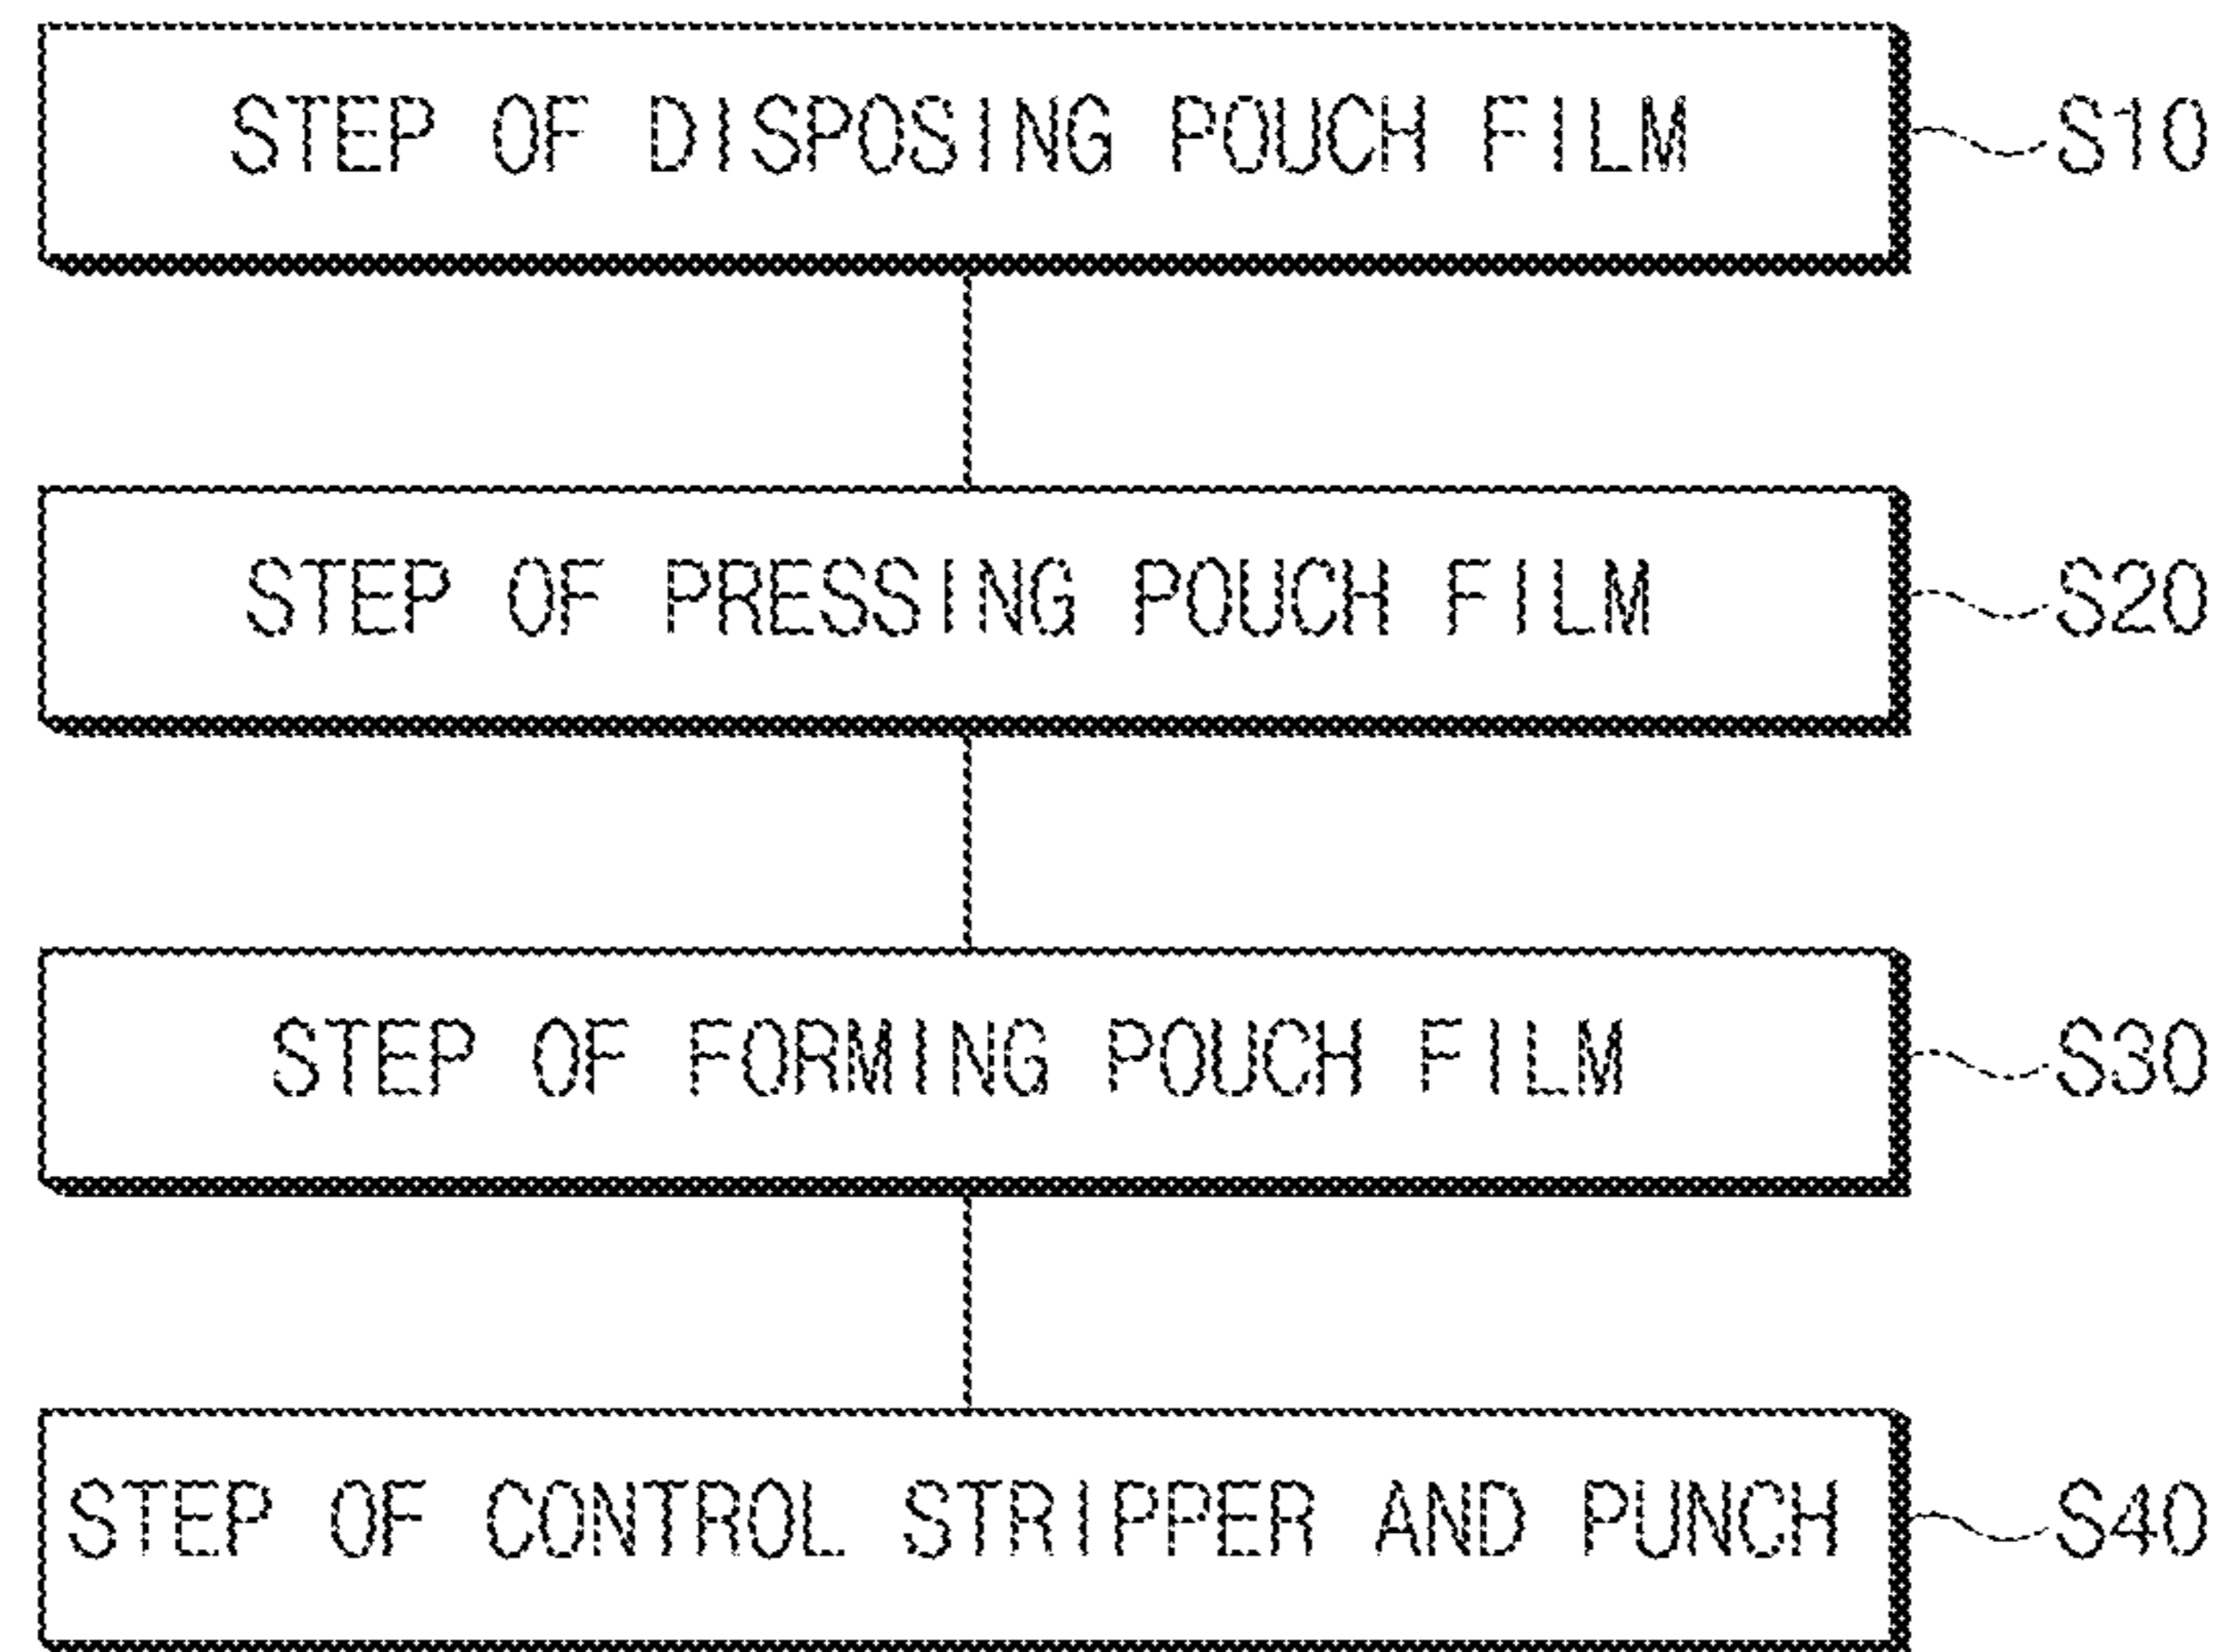 STEP OF DISPOSING POUCH FILM S10
STEP OF PRESSING POUCH FILM S20
STEP OF FORMING POUCH FILM S30
STEP OF CONTROL STRIPPER AND PUNCH S40